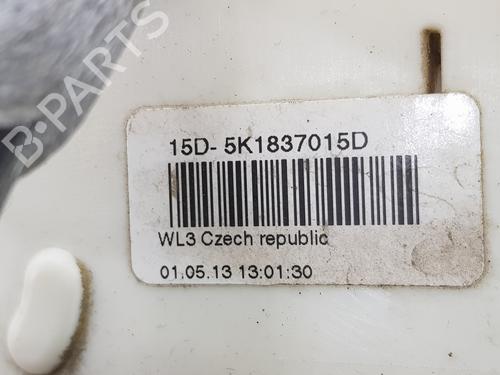 B-PARTS
15D- 5K1837015D
WL3 Czech republic
01.05.13 13:01:30